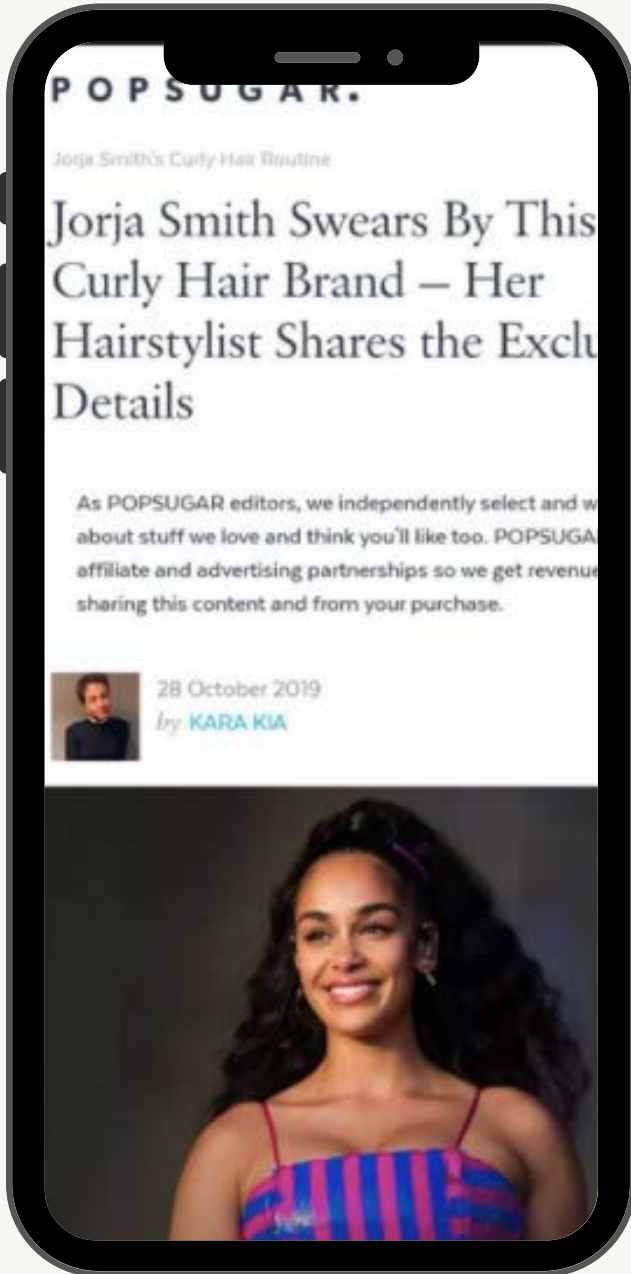 POPSUGAR.
Jorja Smith's Curly Hair Routine
Jorja Smith Swears By This
Curly Hair Brand — Her
Hairstylist Shares the Exclu
Details
As POPSUGAR editors, we independently select and w
about stuff we love and think you'll like too. POPSUGA
affiliate and advertising partnerships so we get revenue
sharing this content and from your purchase.
28 October 2019
by KARA KIA